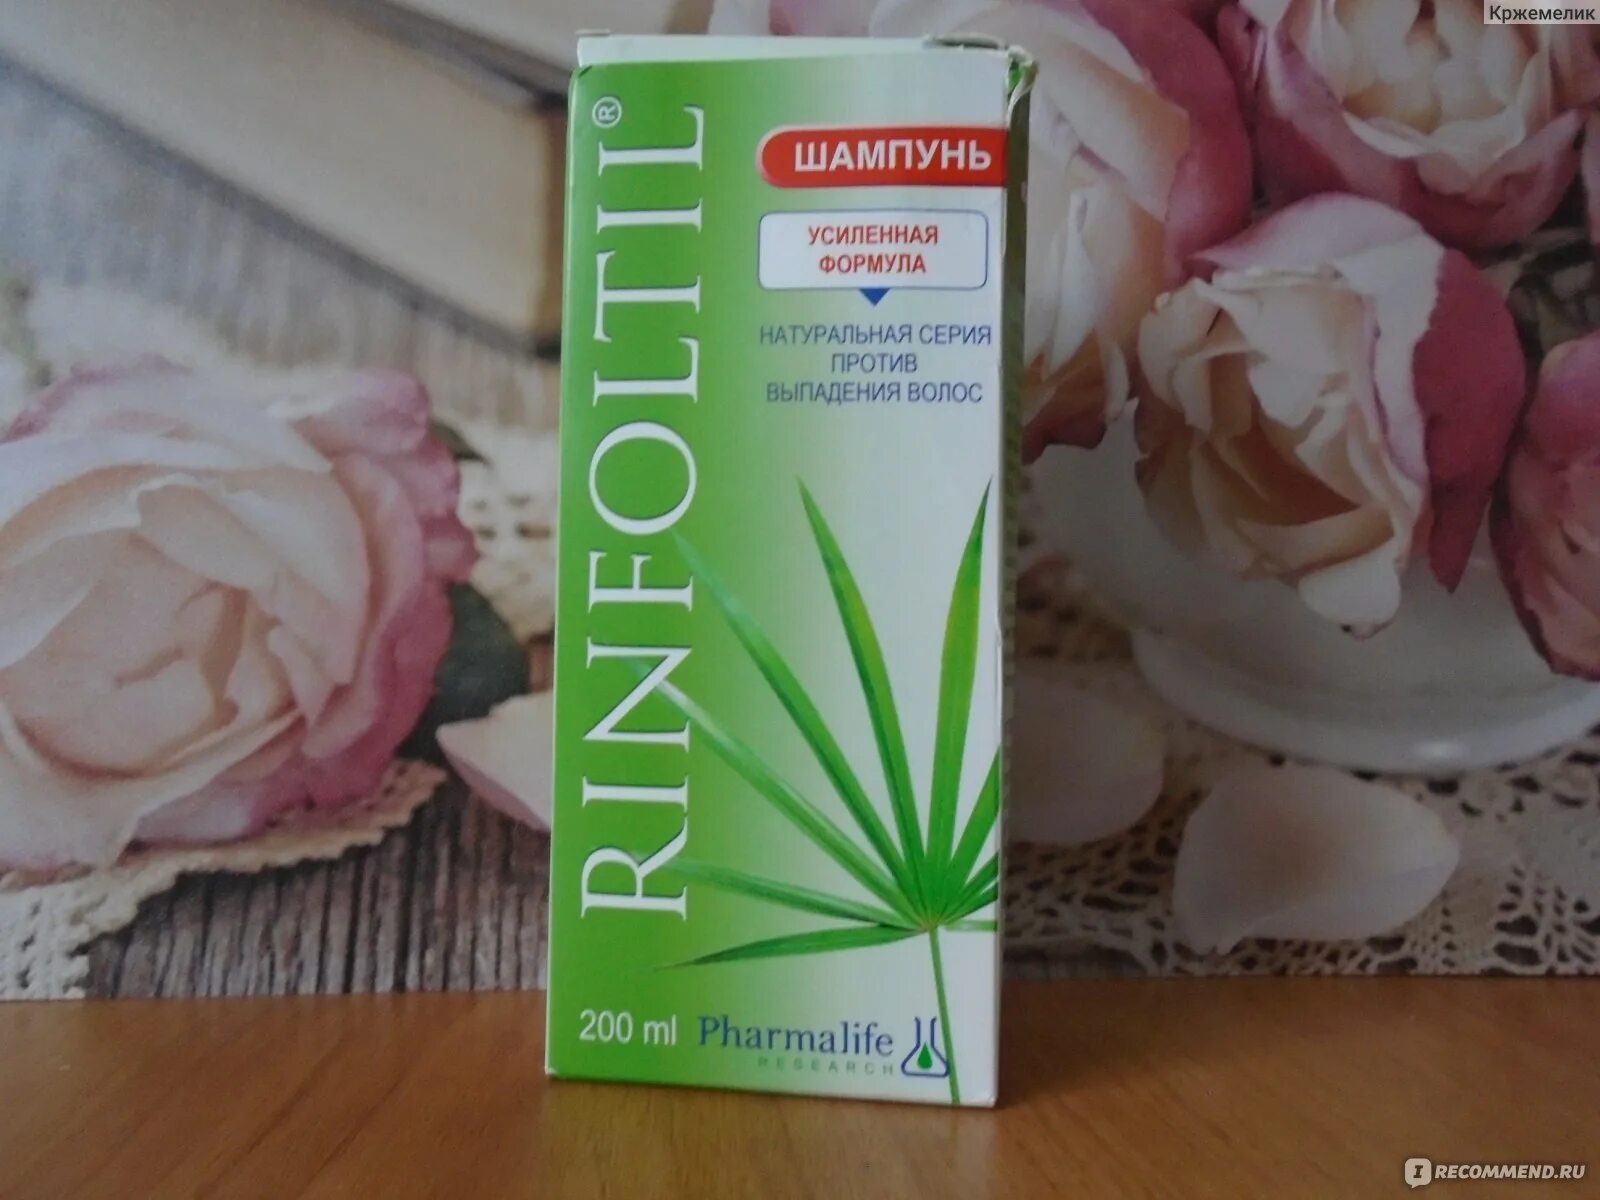 Кржемелик
RINFOLTIL®
ШАМПУНЬ
УСИЛЕННАЯ
ФОРМУЛА
НАТУРАЛЬНАЯ СЕРИЯ
ПРОТИВ
ВЫПАДЕНИЯ ВОЛОС
200 ml
Pharmalife
RESEARCH
IRECOMMEND.RU